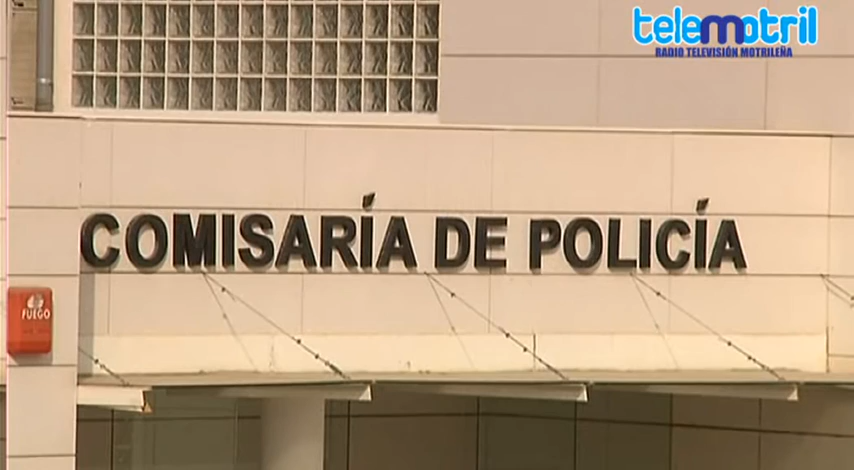 telemotril
RADIO TELEVISIÓN MOTRILEÑA
COMISARÍA DE POLICÍA
FUEGO